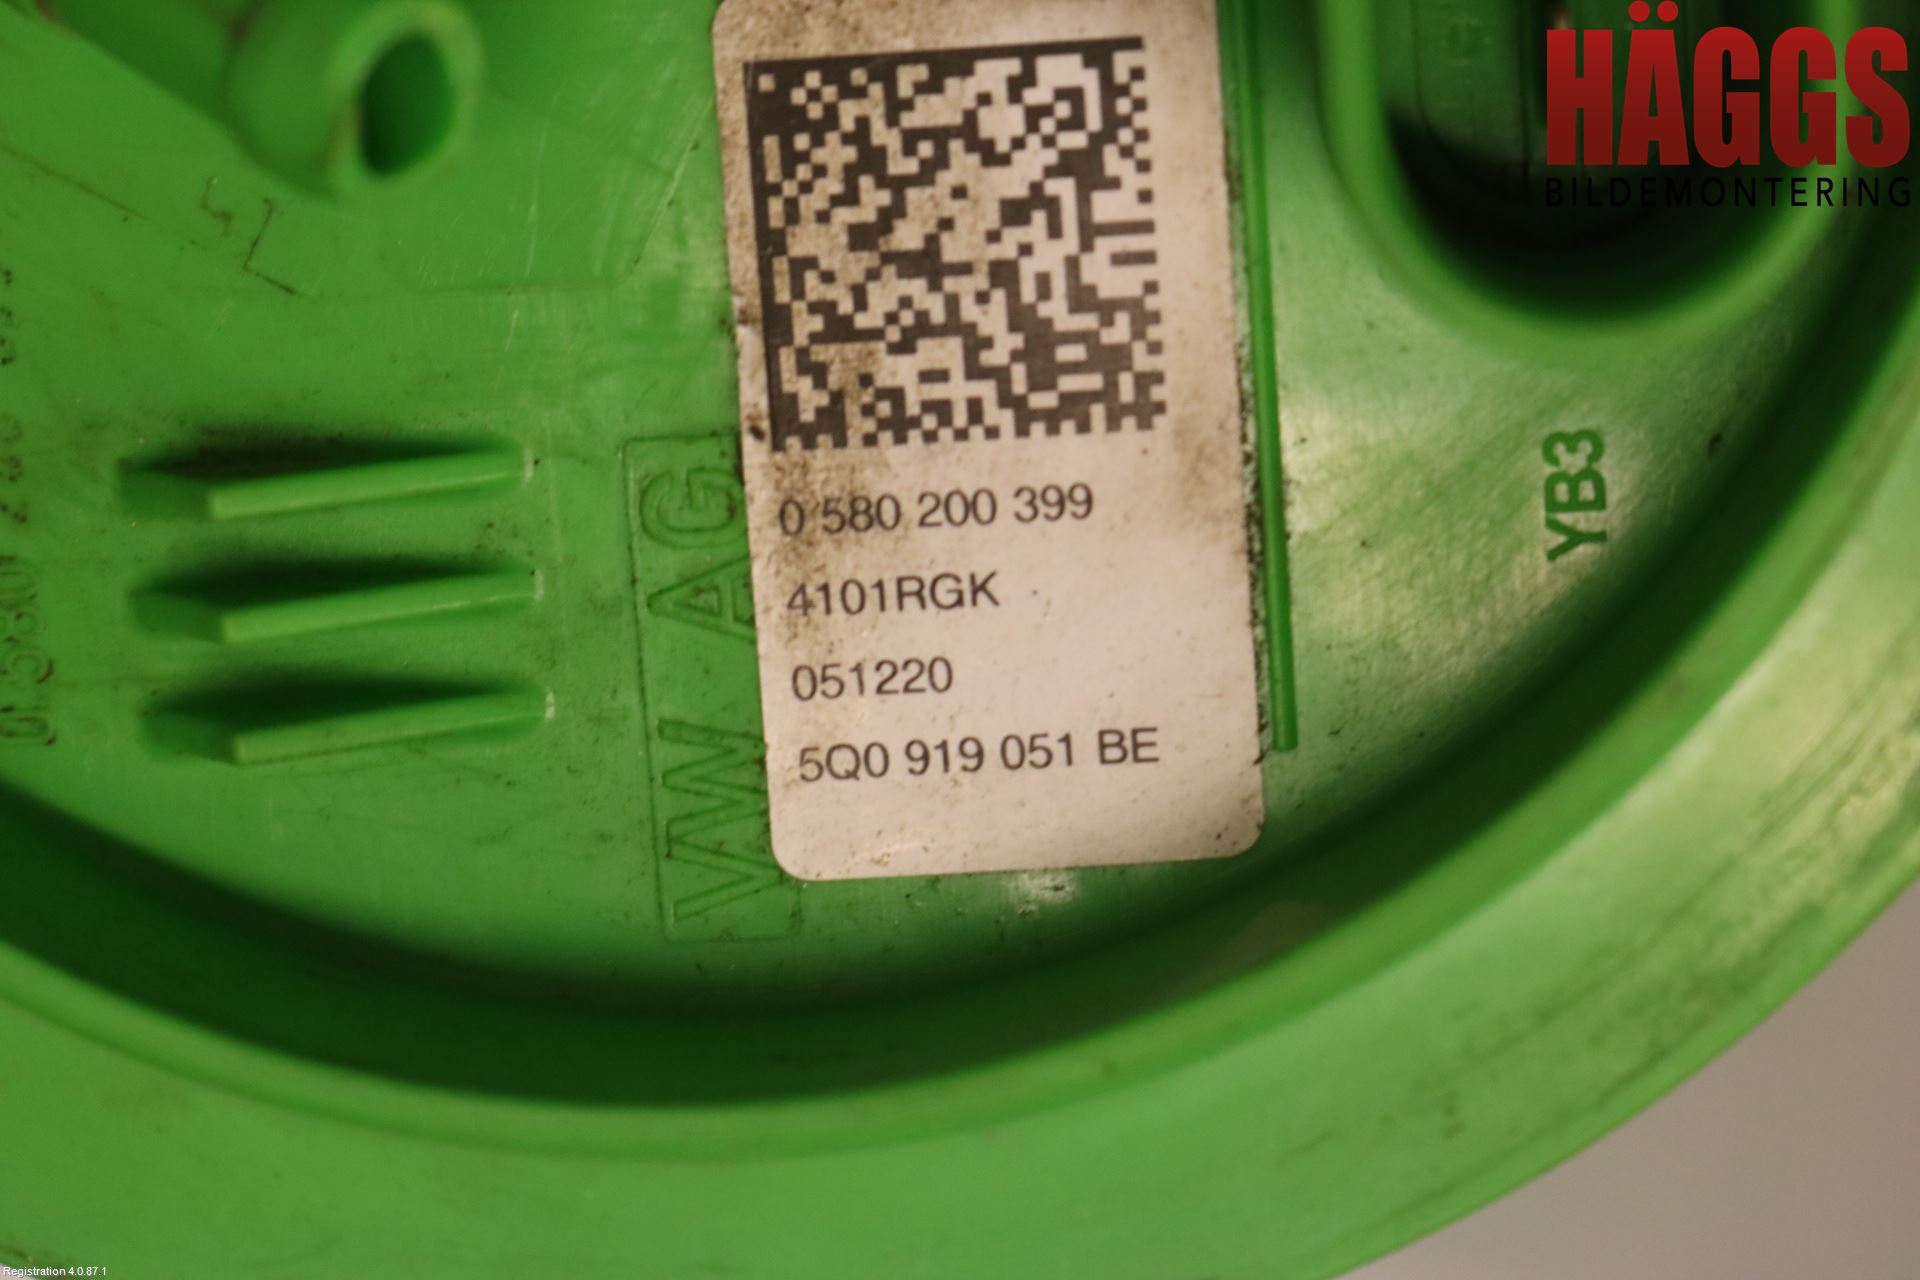 HÄGGS
BILDEMONTERING
0 580 200 399
4101RGK
051220
5Q0 919 051 BE
VW AG
YB3
Registration 4.0.87.1